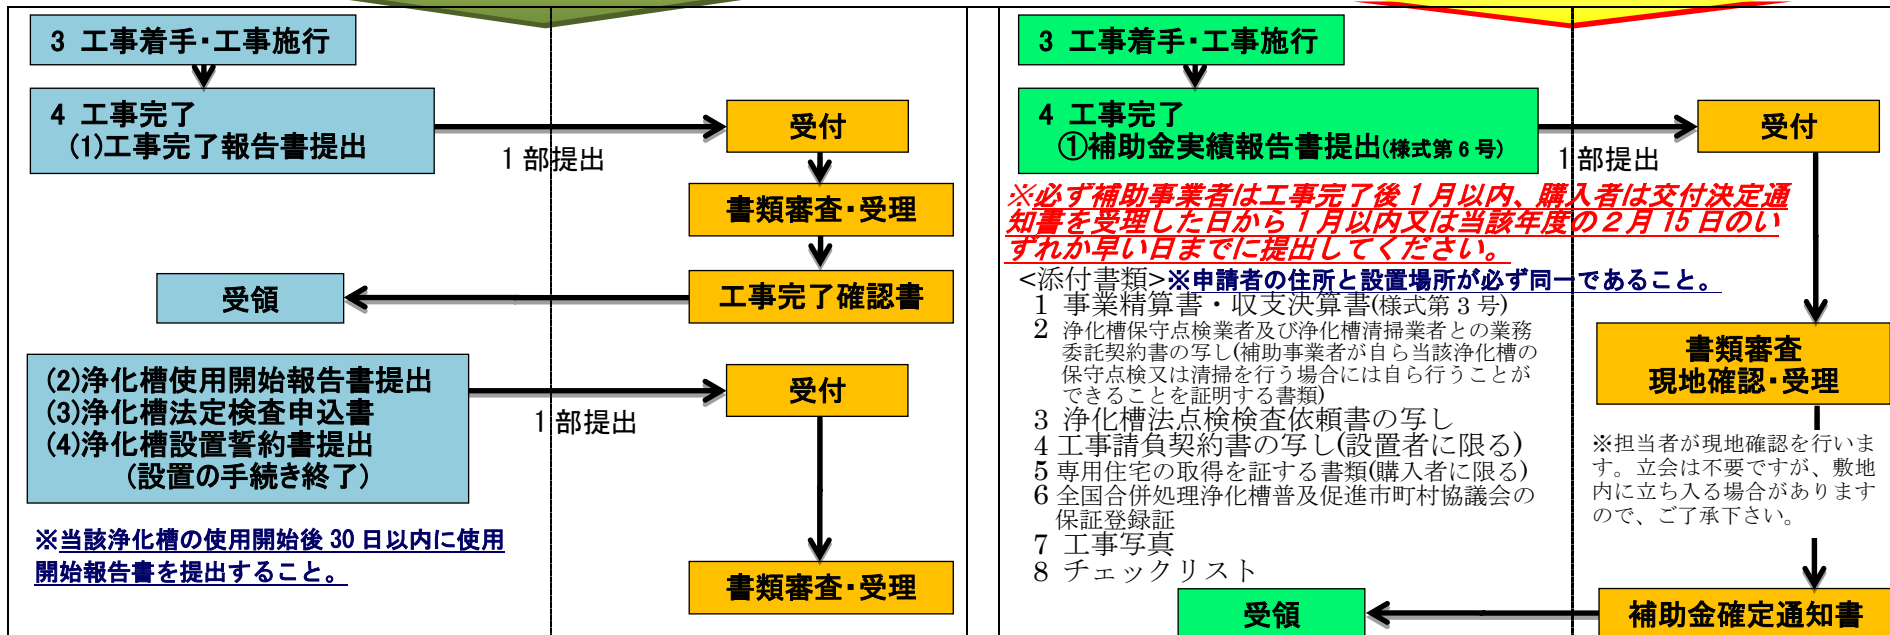 3 工事着手・工事施行
4 工事完了
(1)工事完了報告書提出
1部提出
受付
書類審査・受理
工事完了確認書
受領
(2)浄化槽使用開始報告書提出
(3)浄化槽法定検査申込書
(4)浄化槽設置誓約書提出
(設置の手続き終了)
1部提出
受付
※当該浄化槽の使用開始後30日以内に使用
開始報告書を提出すること。
書類審査・受理
3 工事着手・工事施行
4 工事完了
①補助金実績報告書提出(様式第6号)
1部提出
受付
※必ず補助事業者は工事完了後1月以内、購入者は交付決定通
知書を受理した日から1月以内又は当該年度の2月15日のい
ずれか早い日までに提出してください。
<添付書類>※申請者の住所と設置場所が必ず同一であること。
1 事業精算書・収支決算書(様式第3号)
2 浄化槽保守点検業者及び浄化槽清掃業者との業務
委託契約書の写し(補助事業者が自ら当該浄化槽の
保守点検又は清掃を行う場合には自ら行うことが
できることを証明する書類)
3 浄化槽法点検検査依頼書の写し
4 工事請負契約書の写し(設置者に限る)
5 専用住宅の取得を証する書類(購入者に限る)
6 全国合併処理浄化槽普及促進市町村協議会の
保証登録証
7 工事写真
8 チェックリスト
書類審査
現地確認・受理
※担当者が現地確認を行いま
す。立会は不要ですが、敷地
内に立ち入る場合があります
ので、ご了承下さい。
補助金確定通知書
受領